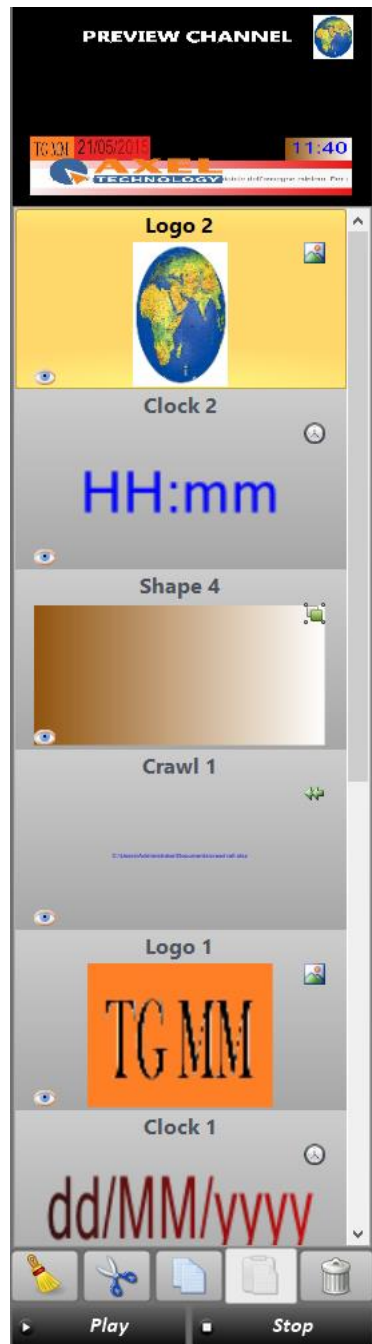 PREVIEW CHANNEL
TG MM 21/05/2015 11:40
AXEL
TECHNOLOGY
Logo 2
Clock 2
HH:mm
Shape 4
Crawl 1
Logo 1
TG MM
Clock 1
dd/MM/yyyy
Play Stop